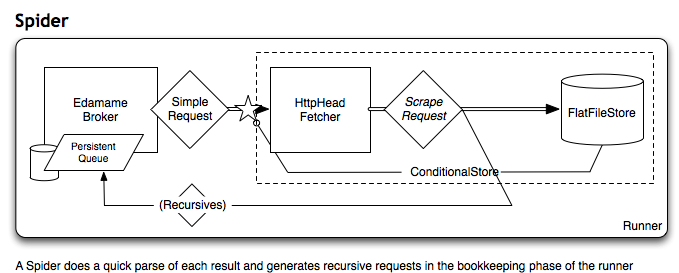 Spider
Edamame
Broker
Persistent
Queue
Simple
Request
HttpHead
Fetcher
Scrape
Request
FlatFileStore
ConditionalStore
(Recursives)
Runner
A Spider does a quick parse of each result and generates recursive requests in the bookkeeping phase of the runner